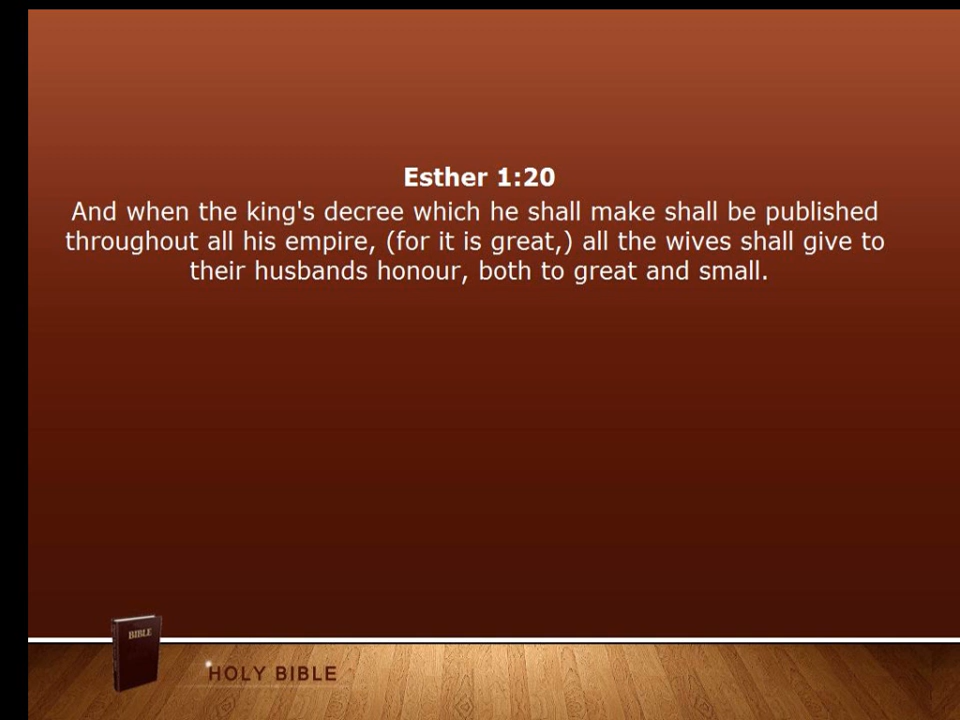 Esther 1:20
And when the king's decree which he shall make shall be published
throughout all his empire, (for it is great,) all the wives shall give to
their husbands honour, both to great and small.
BIBLE
HOLY BIBLE